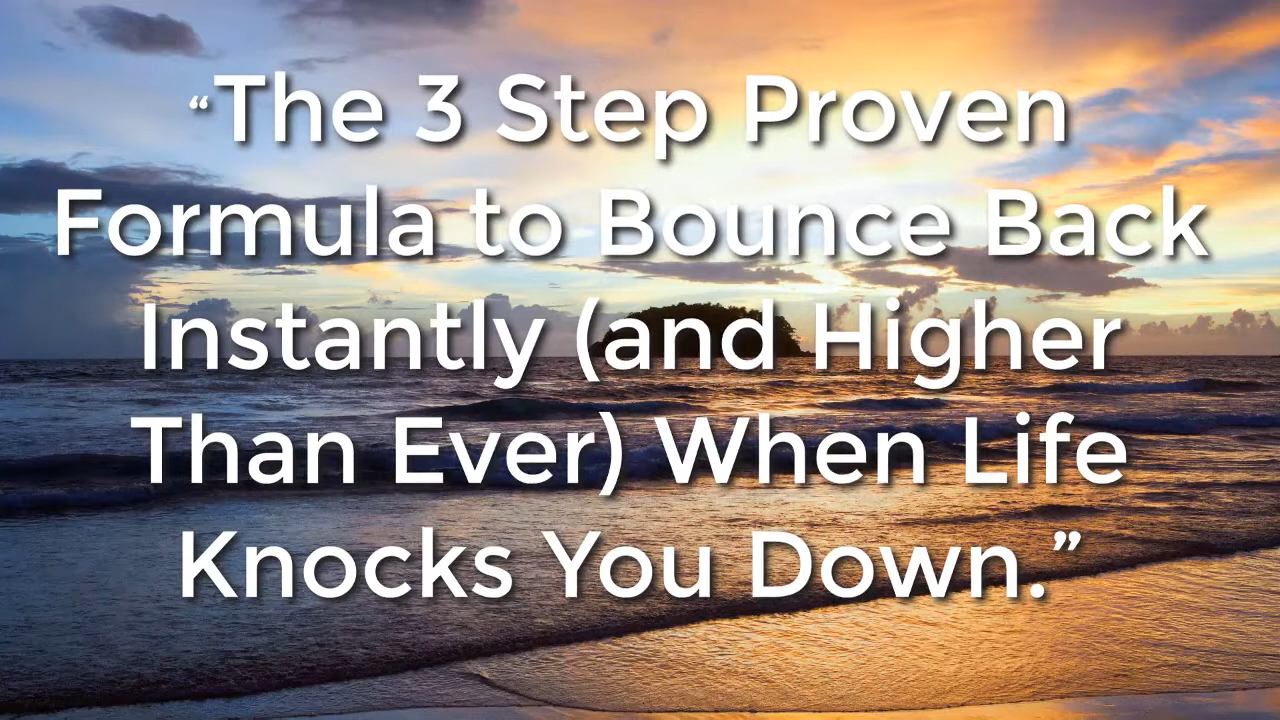 “The 3 Step Proven
Formula to Bounce Back
Instantly (and Higher
Than Ever) When Life
Knocks You Down.”